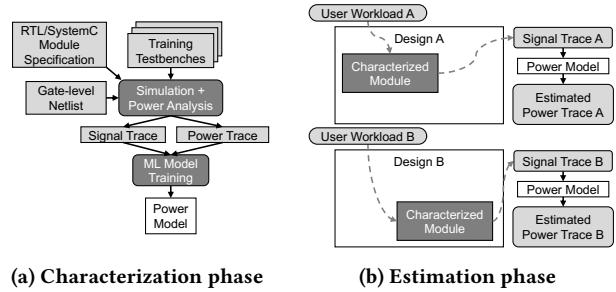 RTL/SystemC
Module
Specification
Training
Testbenches
Gate-level
Netlist
Simulation +
Power Analysis
Signal Trace
Power Trace
ML Model
Training
Power
Model
(a) Characterization phase
User Workload A
Design A
Characterized
Module
Signal Trace A
Power Model
Estimated
Power Trace A
User Workload B
Design B
Characterized
Module
Signal Trace B
Power Model
Estimated
Power Trace B
(b) Estimation phase